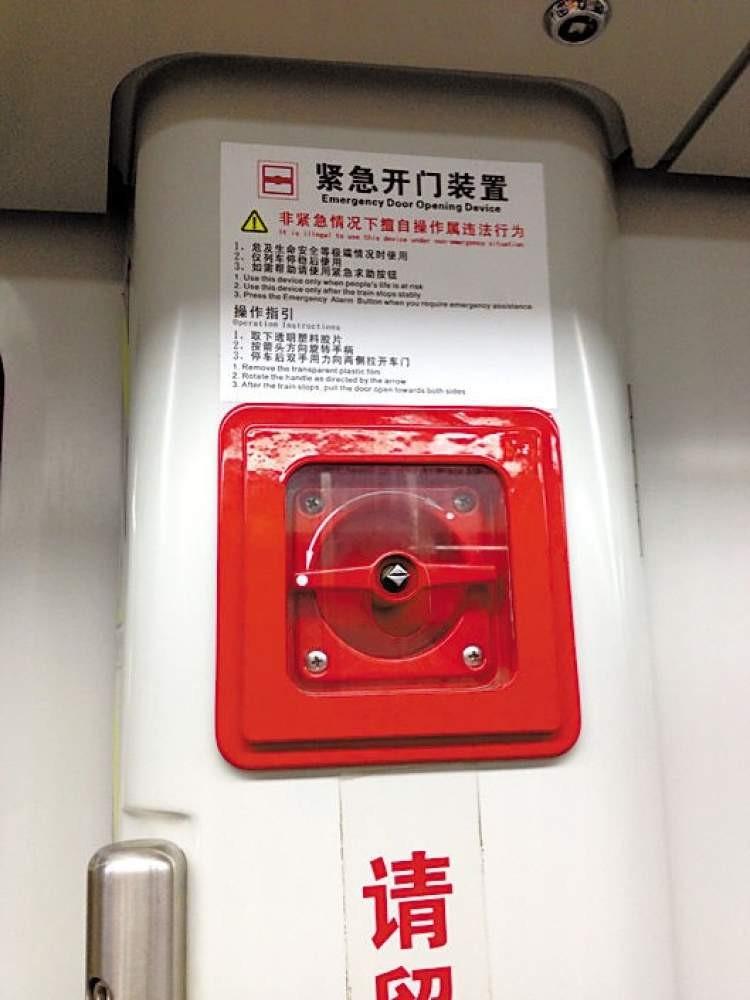 紧急开门装置
Emergency Door Opening Device
非紧急情况下擅自操作属违法行为
It is illegal to use this device under non-emergency situation
1、危及生命安全等极端情况时使用
2、仅列车停稳后使用
3、如需帮助请使用紧急求助按钮
1. Use this device only when people's life is at risk
2. Use this device only after the train stops stably
3. Press the Emergency Alarm Button when you require emergency assistance
操作指引
Operation Instructions
1、取下透明塑料胶片
2、按箭头方向旋转手柄
3、停车后双手用力向两侧拉开车门
1. Remove the transparent plastic film
2. Rotate the handle as directed by the arrow
3. After the train stops, pull the door open towards both sides
请
留